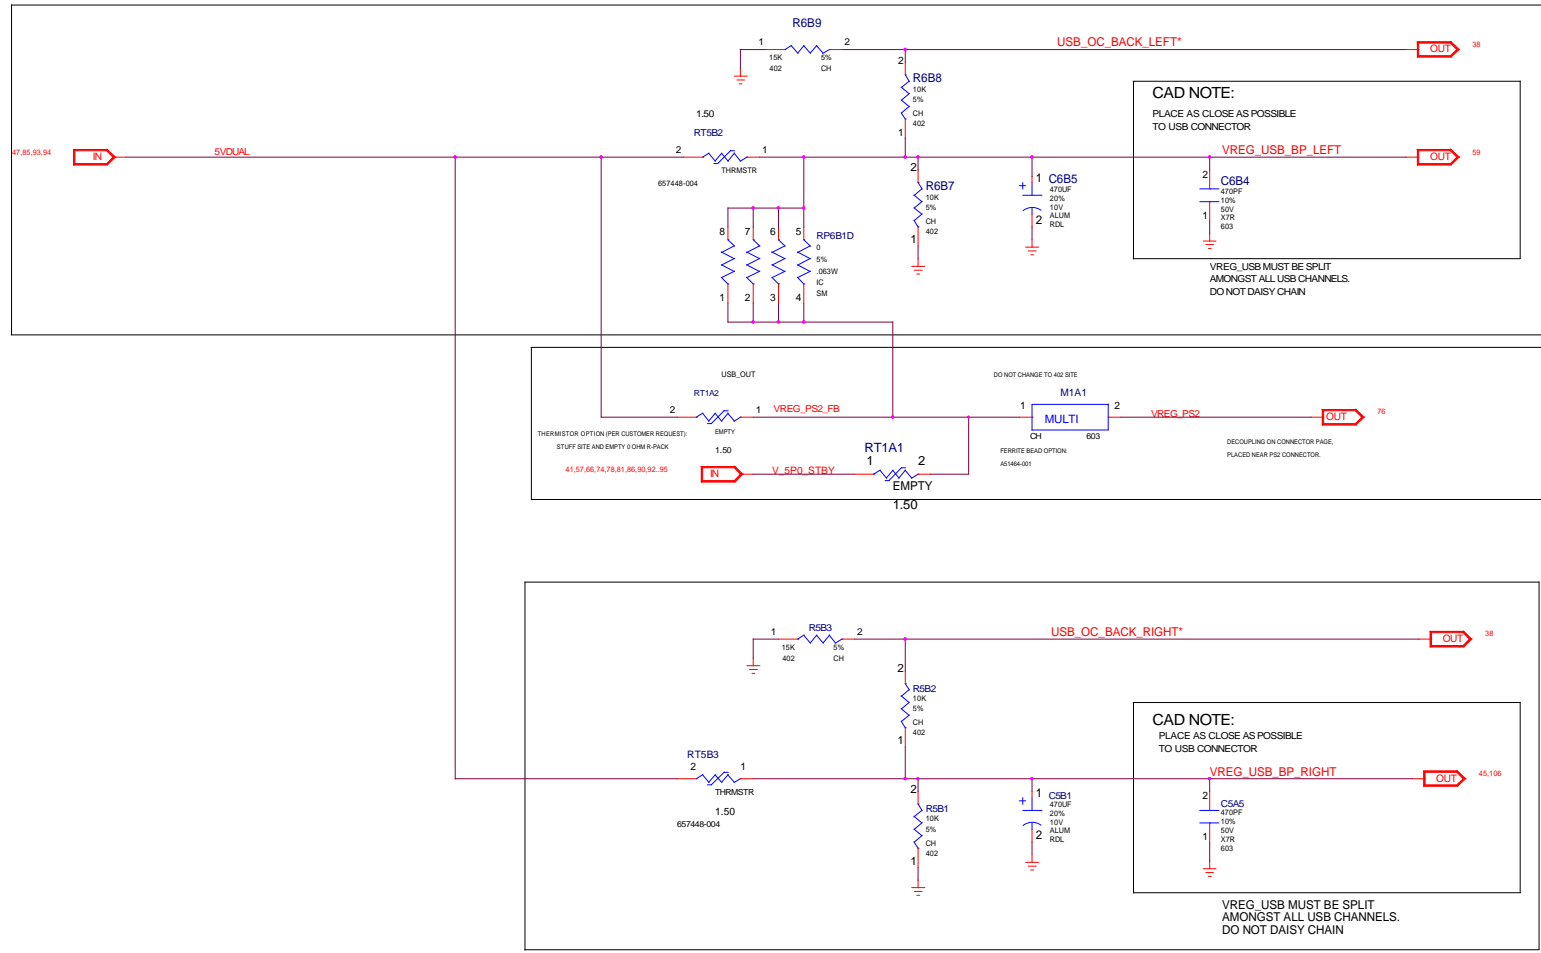 R6B9
1
2
15K
5%
402
CH
USB_OC_BACK_LEFT*
OUT
38
2
R6B8
10K
5%
CH
402
1
CAD NOTE:
PLACE AS CLOSE AS POSSIBLE
TO USB CONNECTOR
1.50
RT5B2
47,85,93,94
IN
5VDUAL
2
1
THRMSTR
657448-004
VREG_USB_BP_LEFT
OUT
59
2
R6B7
10K
5%
CH
402
1
+
1
C6B5
470UF
20%
10V
ALUM
2
RDL
2
C6B4
470PF
10%
50V
1
X7R
603
8
7
6
5
RP6B1D
0
5%
.063W
IC
SM
1
2
3
4
VREG_USB MUST BE SPLIT
AMONGST ALL USB CHANNELS.
DO NOT DAISY CHAIN
USB_OUT
DO NOT CHANGE TO 402 SITE
RT1A2
M1A1
2
1
VREG_PS2_FB
1
MULTI
2
VREG_PS2
OUT
76
EMPTY
CH
603
THERMISTOR OPTION (PER CUSTOMER REQUEST):
STUFF SITE AND EMPTY 0 OHM R-PACK
1.50
RT1A1
FERRITE BEAD OPTION:
A51464-001
DECOUPLING ON CONNECTOR PAGE,
PLACED NEAR PS2 CONNECTOR.
41,57,66,74,78,81,86,90,92..95
IN
V_5P0_STBY
1
2
EMPTY
1.50
R5B3
1
2
15K
5%
402
CH
USB_OC_BACK_RIGHT*
OUT
38
2
R5B2
10K
5%
CH
402
1
CAD NOTE:
PLACE AS CLOSE AS POSSIBLE
TO USB CONNECTOR
RT5B3
2
1
THRMSTR
1.50
657448-004
VREG_USB_BP_RIGHT
OUT
45,106
2
R5B1
10K
5%
CH
402
1
+
1
C5B1
470UF
20%
10V
ALUM
2
RDL
2
C5A5
470PF
10%
50V
1
X7R
603
VREG_USB MUST BE SPLIT
AMONGST ALL USB CHANNELS.
DO NOT DAISY CHAIN